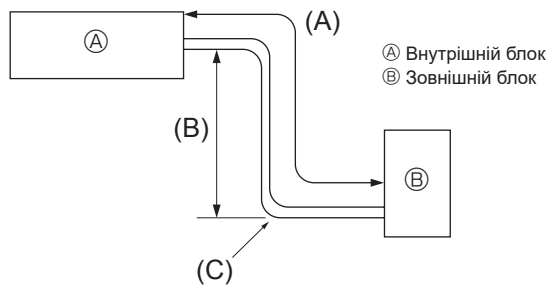 (A)
Ⓐ
Ⓐ Внутрішній блок
Ⓑ Зовнішній блок
(B)
Ⓑ
(C)